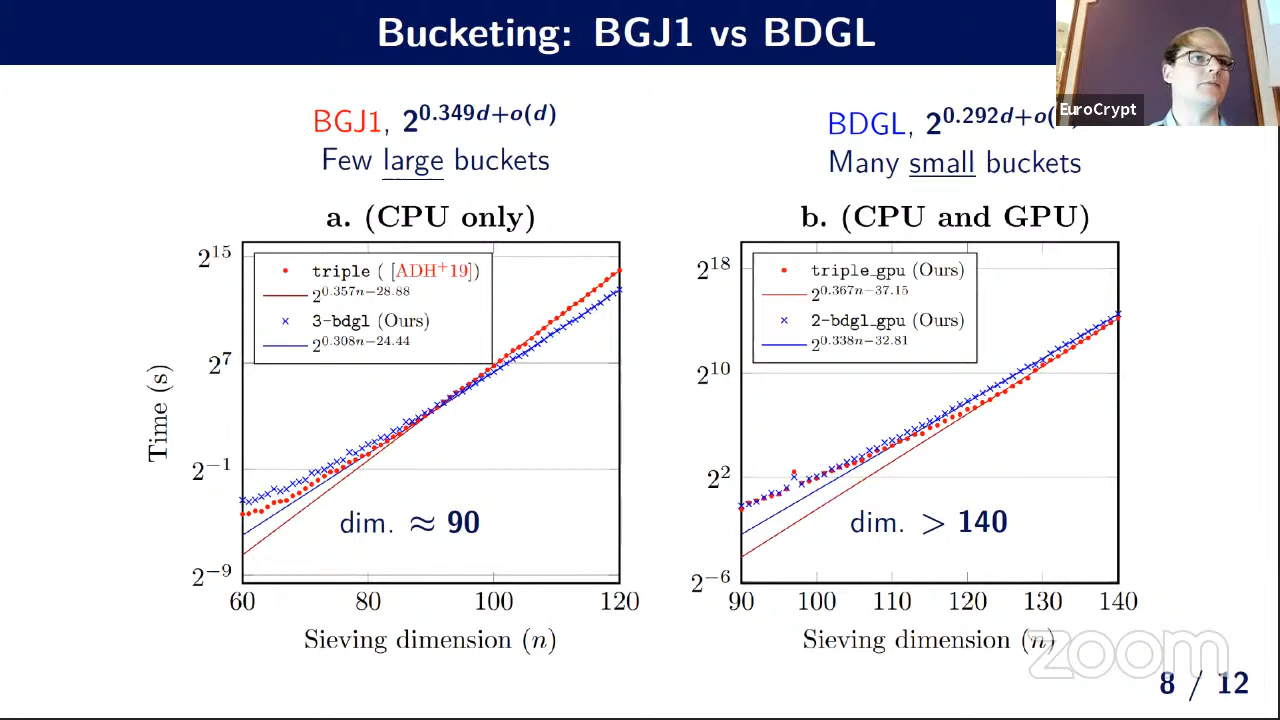 Bucketing: BGJ1 vs BDGL
EuroCrypt
BGJ1, 2^0.349d+o(d)
Few large buckets
BDGL, 2^0.292d+o(
Many small buckets
a. (CPU only)
2^15
2^7
2^−1
2^−9
Time (s)
triple ( [ADH^+19])
2^0.357n−28.88
3-bdgl (Ours)
2^0.308n−24.44
dim. ≈ 90
60 80 100 120
Sieving dimension (n)
b. (CPU and GPU)
2^18
2^10
2^2
2^−6
triple_gpu (Ours)
2^0.367n−37.15
2-bdgl_gpu (Ours)
2^0.338n−32.81
dim. > 140
90 100 110 120 130 140
Sieving dimension (n)
zoom
8 / 12